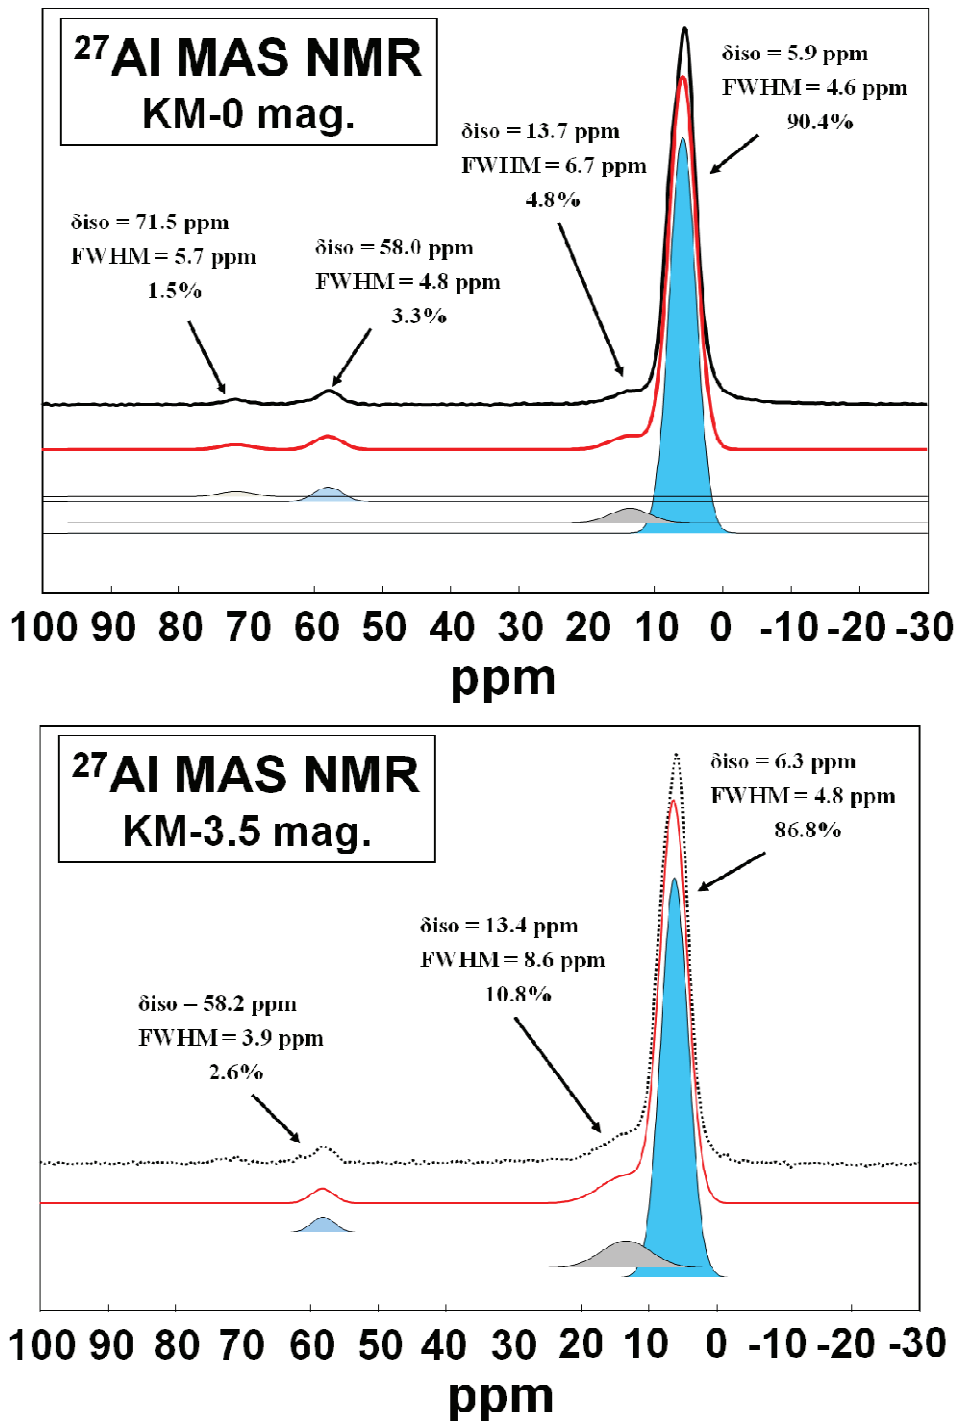 ²⁷Al MAS NMR
KM-0 mag.
δiso = 5.9 ppm
FWHM = 4.6 ppm
90.4%
δiso = 13.7 ppm
FWHM = 6.7 ppm
4.8%
δiso = 71.5 ppm
FWHM = 5.7 ppm
1.5%
δiso = 58.0 ppm
FWHM = 4.8 ppm
3.3%
100 90 80 70 60 50 40 30 20 10 0 -10 -20 -30
ppm
²⁷Al MAS NMR
KM-3.5 mag.
δiso = 6.3 ppm
FWHM = 4.8 ppm
86.8%
δiso = 13.4 ppm
FWHM = 8.6 ppm
10.8%
δiso = 58.2 ppm
FWHM = 3.9 ppm
2.6%
100 90 80 70 60 50 40 30 20 10 0 -10 -20 -30
ppm